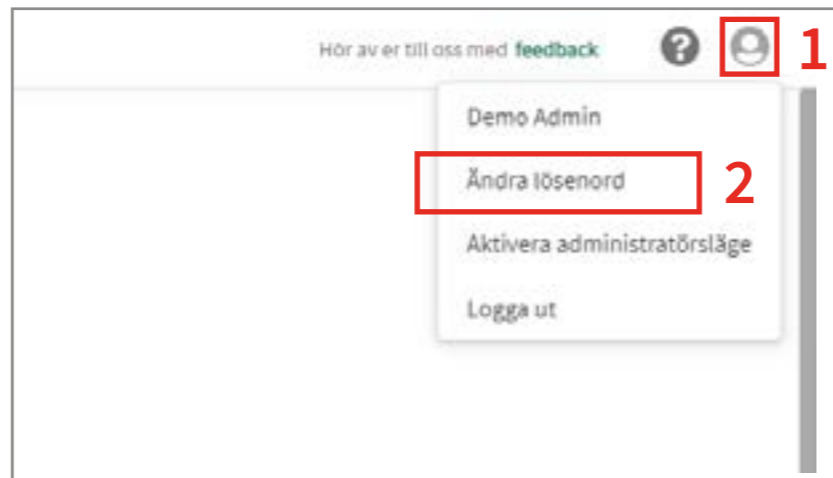 Hör av er till oss med feedback ? 1
Demo Admin
Ändra lösenord 2
Aktivera administratörsläge
Logga ut